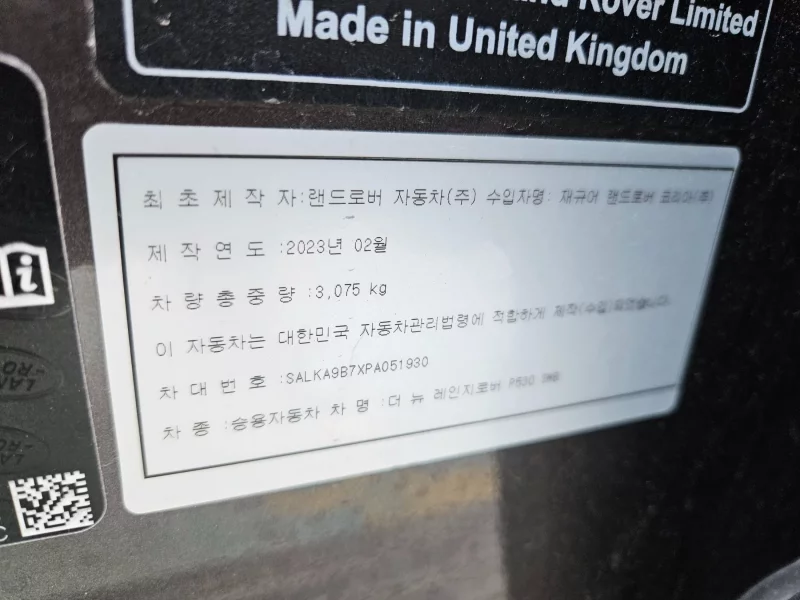 Rover Limited
Made in United Kingdom
최 초 제 작 자:랜드로버 자동차(주) 수입자명: 재규어 랜드로버 코리아(주)
제 작 연 도 :2023년 02월
차 량 총 중 량 :3,075 kg
이 자동차는 대한민국 자동차관리법령에 적합하게 제작(수입)되었습니다.
차 대 번 호 :SALKA9B7XPA051930
차 종 :승용자동차 차 명 :더 뉴 레인지로버 P530